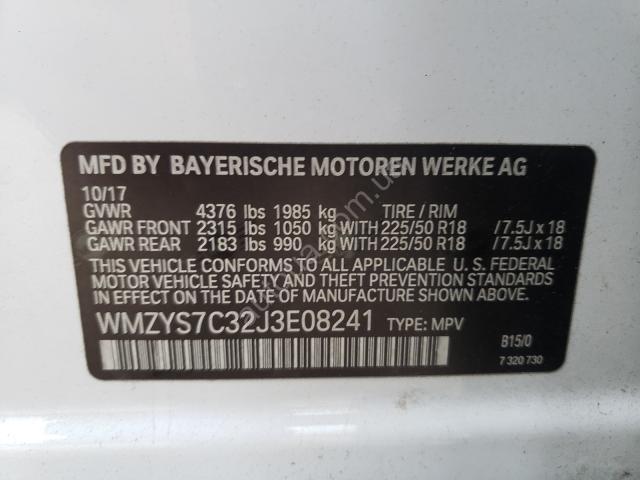 MFD BY BAYERISCHE MOTOREN WERKE AG
10/17
GVWR 4376 lbs 1985 kg TIRE / RIM
GAWR FRONT 2315 lbs 1050 kg WITH 225/50 R18 / 7.5J x 18
GAWR REAR 2183 lbs 990 kg WITH 225/50 R18 / 7.5J x 18
THIS VEHICLE CONFORMS TO ALL APPLICABLE U. S. FEDERAL
MOTOR VEHICLE SAFETY AND THEFT PREVENTION STANDARDS
IN EFFECT ON THE DATE OF MANUFACTURE SHOWN ABOVE.
WMZYS7C32J3E08241 TYPE: MPV
B15/0
7 320 730